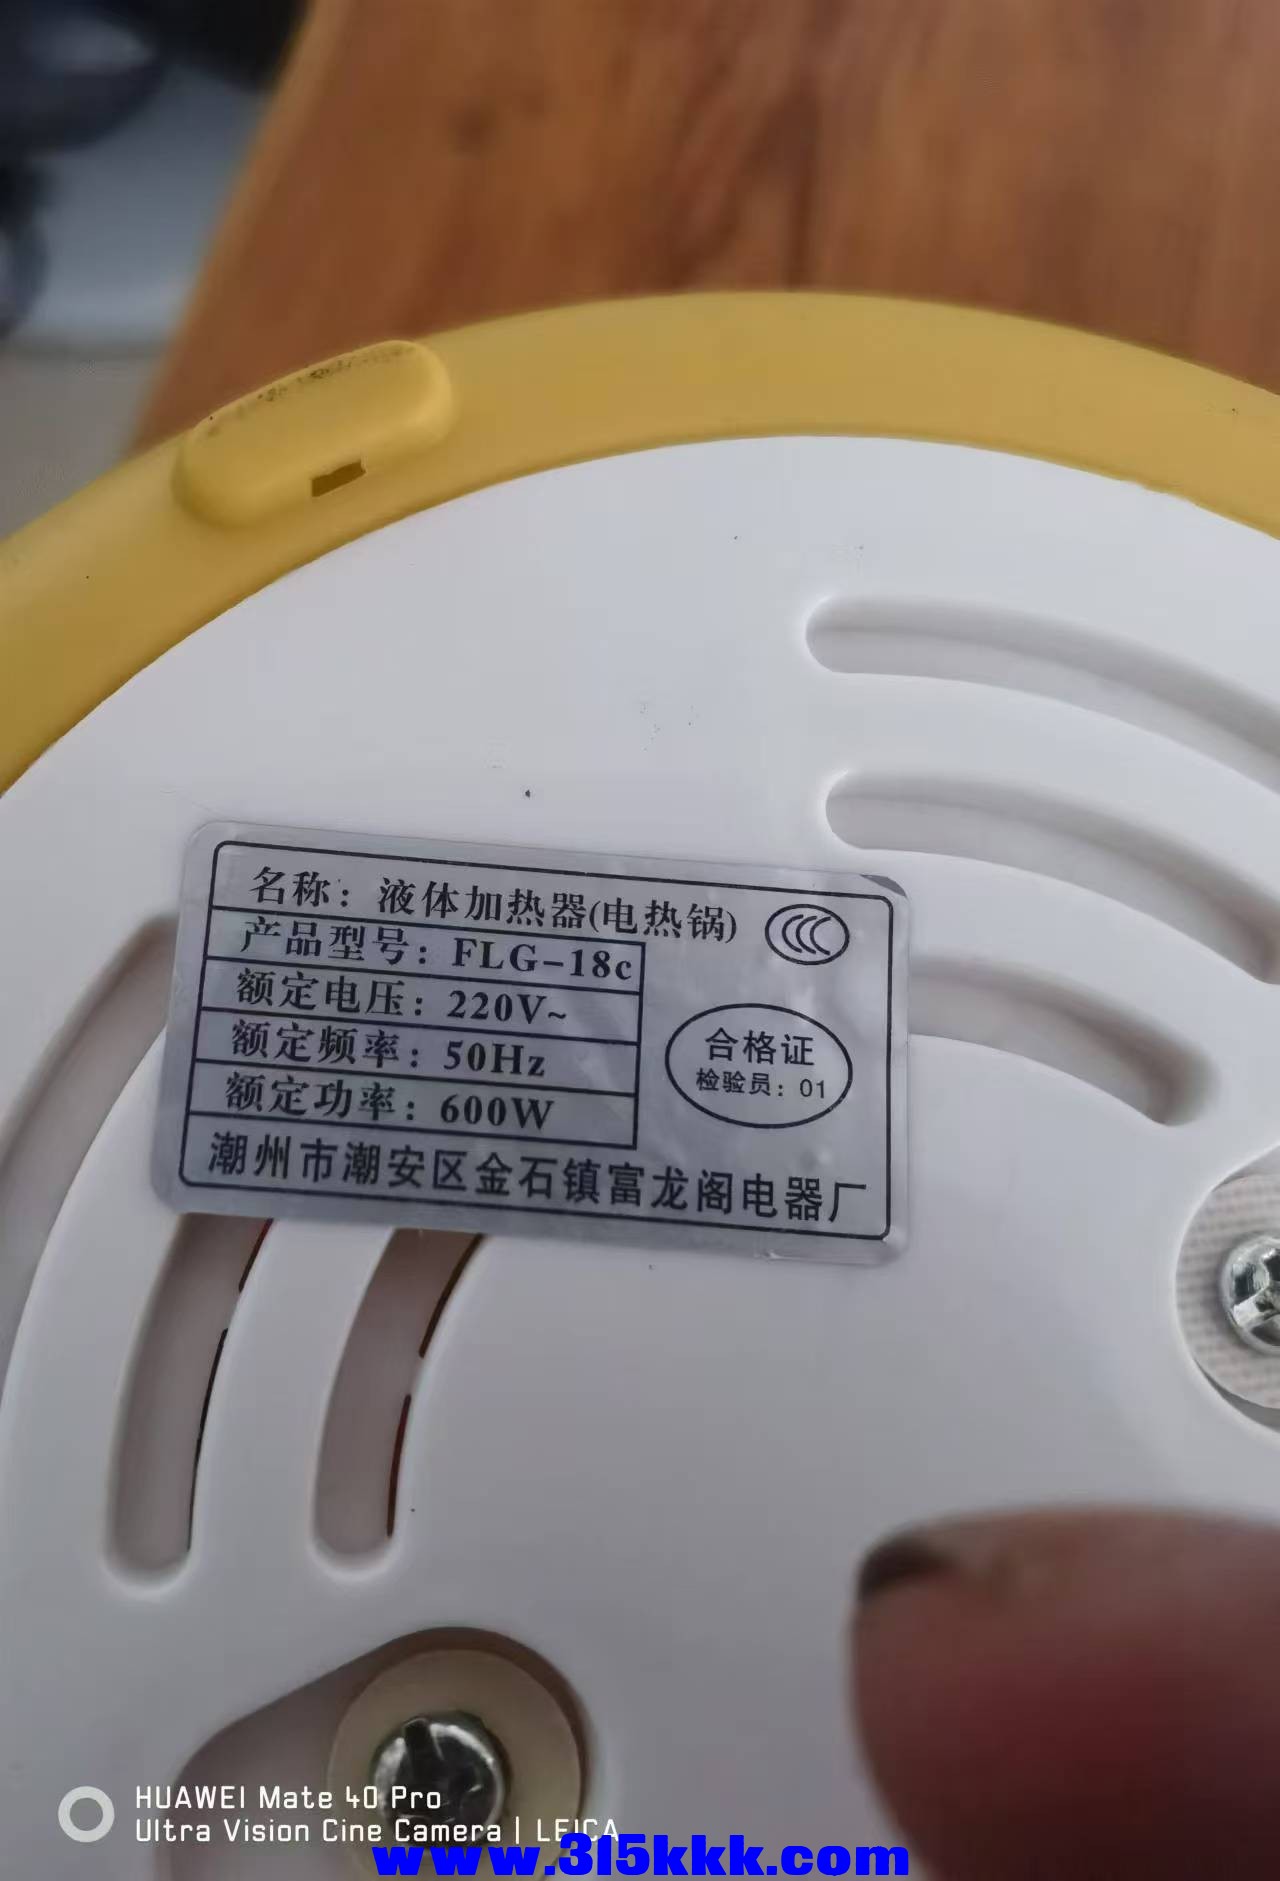 名称：液体加热器(电热锅)
产品型号：FLG-18c
额定电压：220V~
额定频率：50Hz
额定功率：600W
合格证
检验员：01
潮州市潮安区金石镇富龙阁电器厂
HUAWEI Mate 40 Pro
Ultra Vision Cine Camera | LEICA
www.315kkk.com